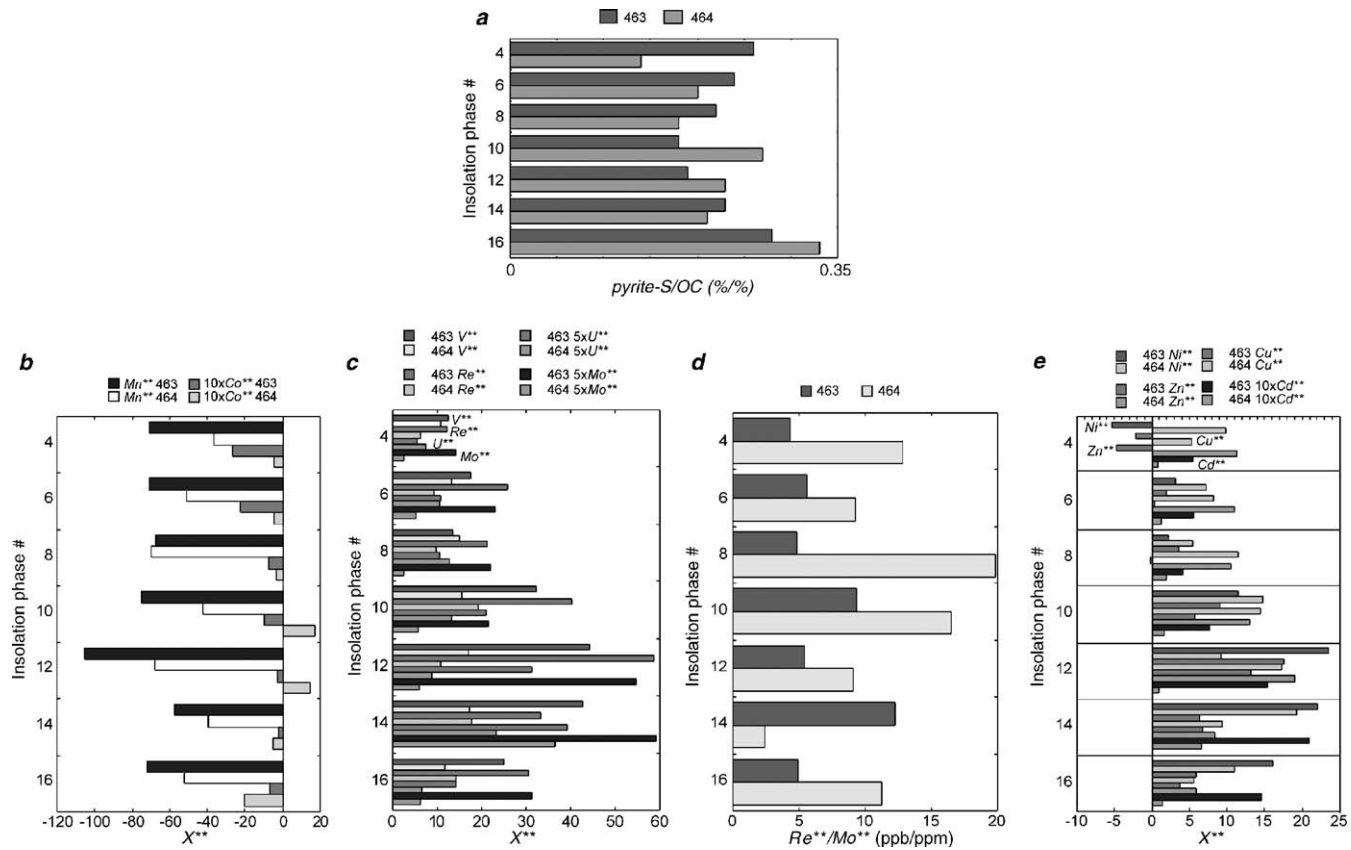 a
463 464
Insolation phase #
4
6
8
10
12
14
16
0 0.35
pyrite-S/OC (%/%)
b
Mn** 463 10xCo** 463
Mn** 464 10xCo** 464
Insolation phase #
4
6
8
10
12
14
16
-120 -100 -80 -60 -40 -20 0 20
X**
c
463 V** 463 5xU**
464 V** 464 5xU**
463 Re** 463 5xMo**
464 Re** 464 5xMo**
V**
Re**
U**
Mo**
Insolation phase #
4
6
8
10
12
14
16
0 10 20 30 40 50 60
X**
d
463 464
Insolation phase #
4
6
8
10
12
14
16
0 5 10 15 20
Re**/Mo** (ppb/ppm)
e
463 Ni** 463 Cu**
464 Ni** 464 Cu**
463 Zn** 463 10xCd**
464 Zn** 464 10xCd**
Ni**
Cu**
Zn**
Cd**
Insolation phase #
4
6
8
10
12
14
16
-10 -5 0 5 10 15 20 25
X**